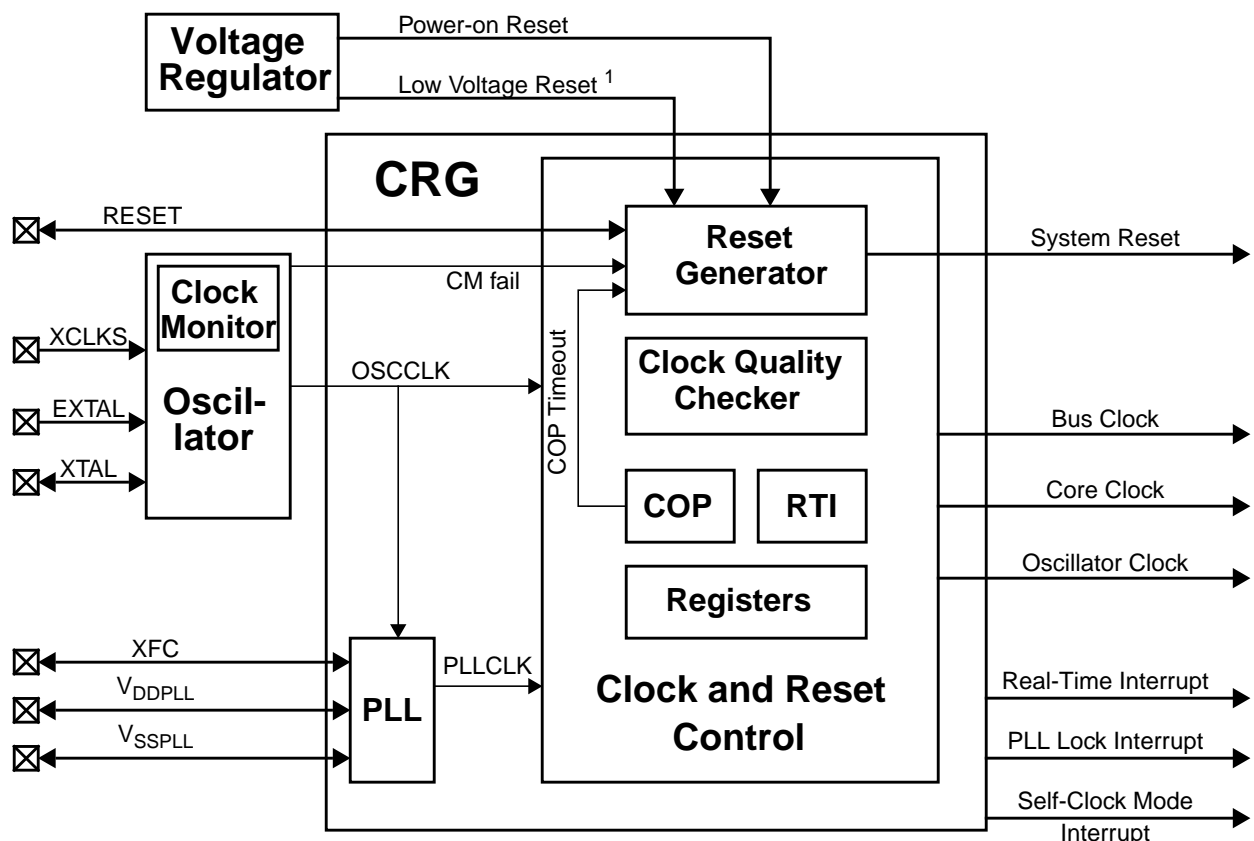 Voltage
Regulator
Power-on Reset
Low Voltage Reset 1
CRG
RESET
Reset
Generator
System Reset
CM fail
Clock
Monitor
XCLKS
Oscil-
lator
EXTAL
XTAL
OSCCLK
COP Timeout
Clock Quality
Checker
Bus Clock
COP
RTI
Core Clock
Oscillator Clock
Registers
XFC
VDDPLL
VSSPLL
PLL
PLLCLK
Clock and Reset
Control
Real-Time Interrupt
PLL Lock Interrupt
Self-Clock Mode
Interrupt